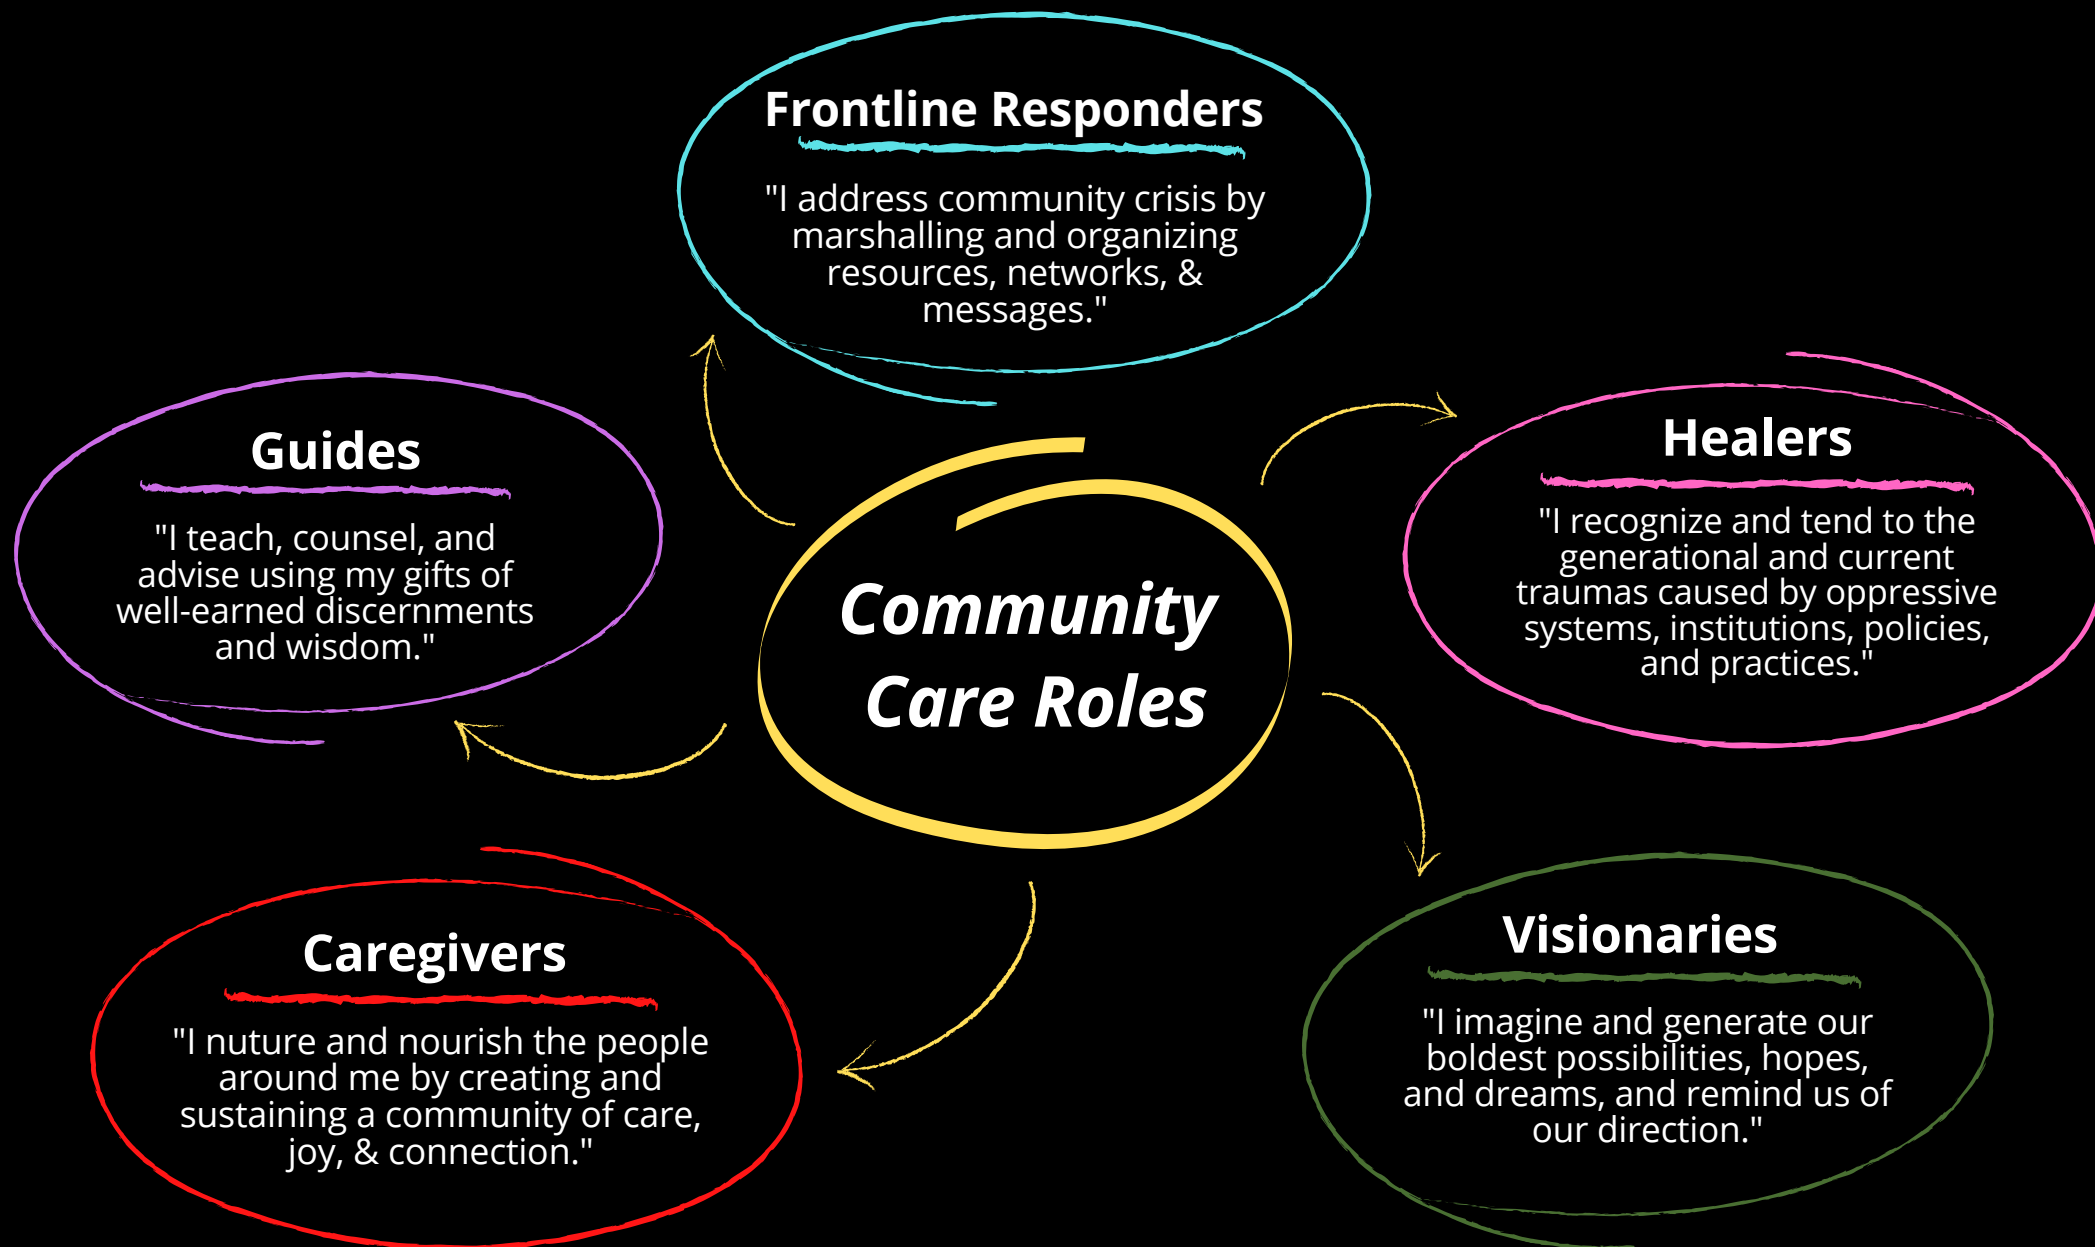 Frontline Responders
"I address community crisis by
marshalling and organizing
resources, networks, &
messages."
Guides
"I teach, counsel, and
advise using my gifts of
well-earned discernments
and wisdom."
Healers
"I recognize and tend to the
generational and current
traumas caused by oppressive
systems, institutions, policies,
and practices."
Community
Care Roles
Caregivers
"I nuture and nourish the people
around me by creating and
sustaining a community of care,
joy, & connection."
Visionaries
"I imagine and generate our
boldest possibilities, hopes,
and dreams, and remind us of
our direction."